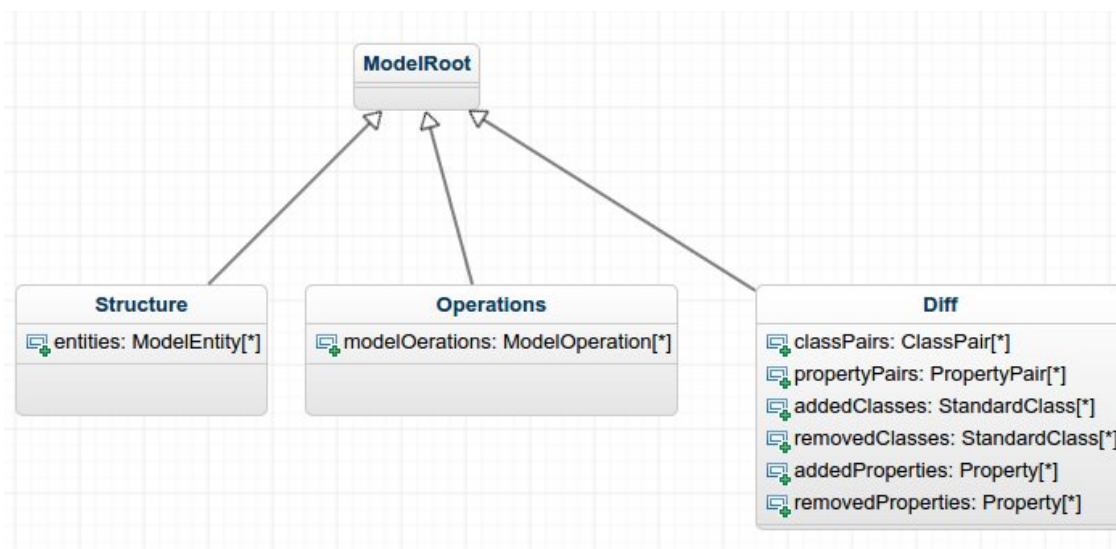 ModelRoot
Structure
entities: ModelEntity[*]
Operations
modelOerations: ModelOperation[*]
Diff
classPairs: ClassPair[*]
propertyPairs: PropertyPair[*]
addedClasses: StandardClass[*]
removedClasses: StandardClass[*]
addedProperties: Property[*]
removedProperties: Property[*]